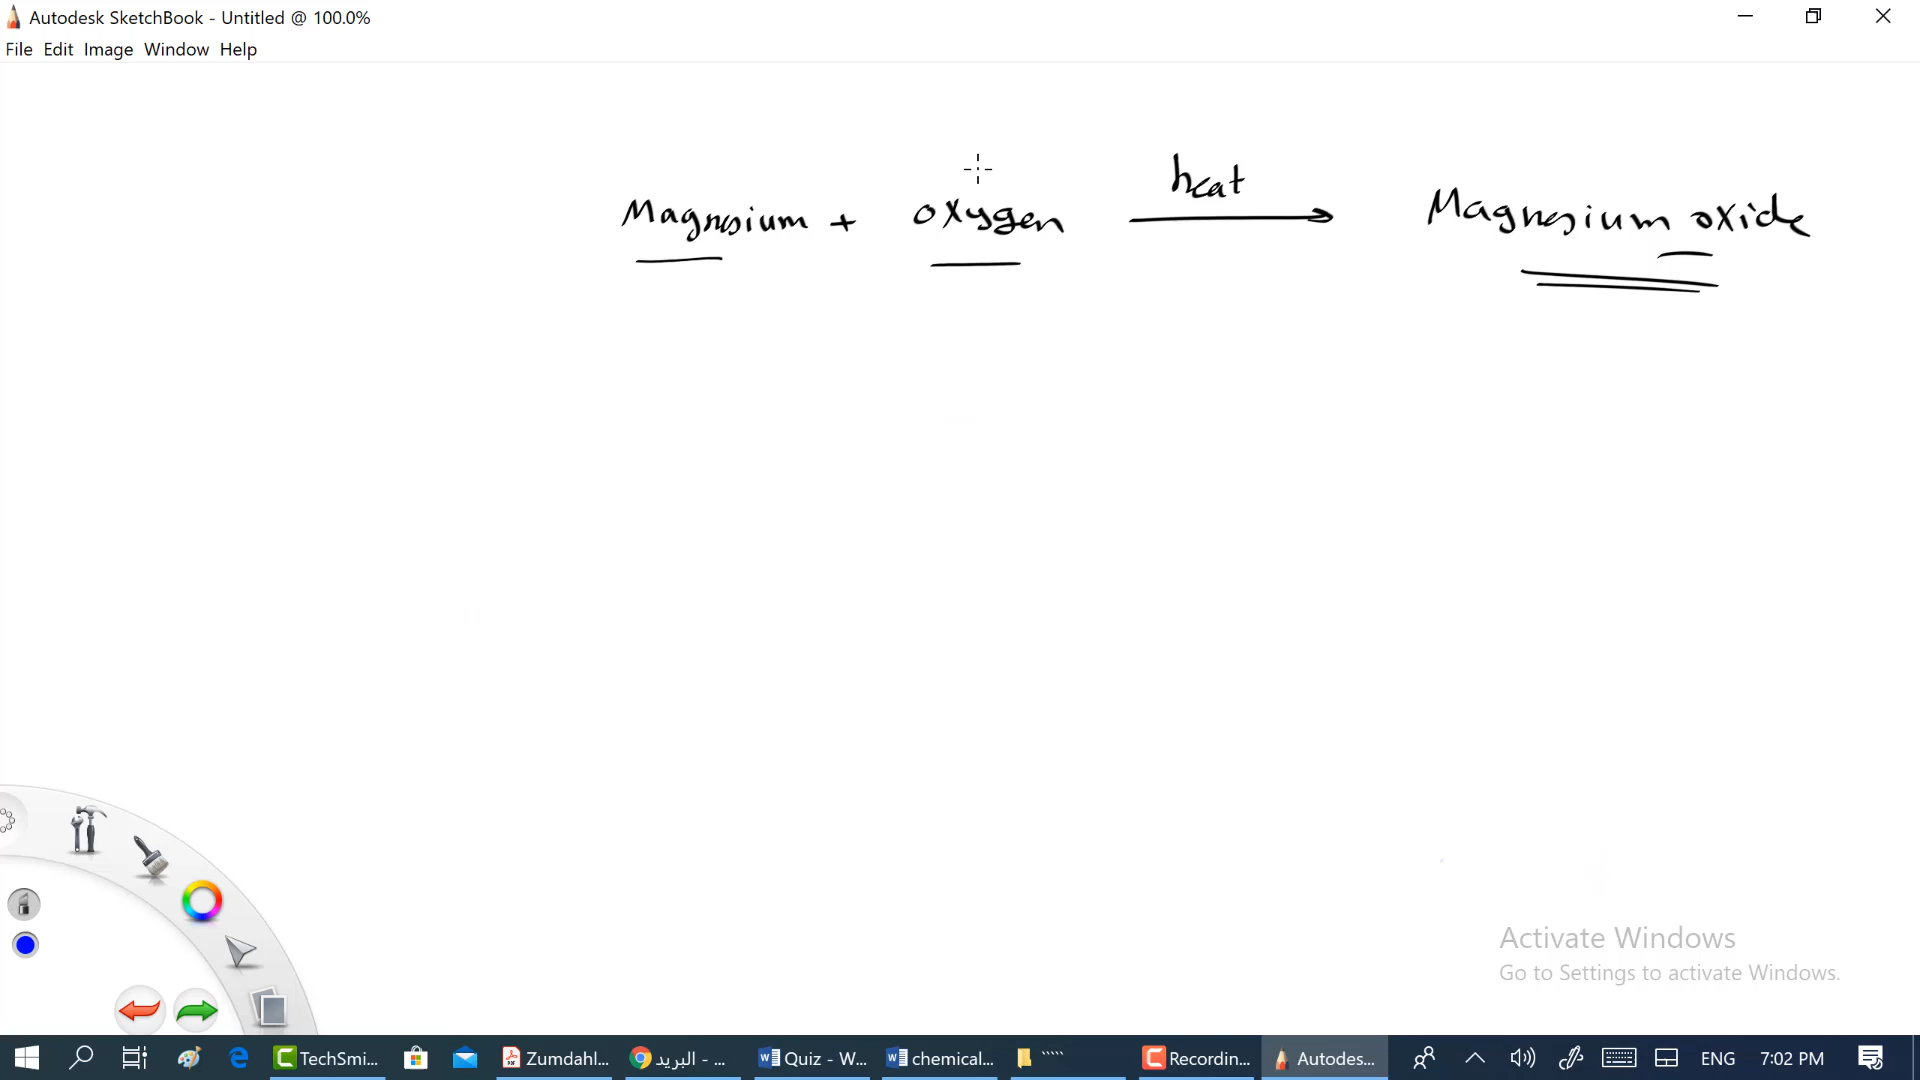 Autodesk SketchBook - Untitled @ 100.0%
File Edit Image Window Help
heat
Magnesium + oxygen → Magnesium oxide
Activate Windows
Go to Settings to activate Windows.
TechSmi... Zumdahl... البريد - ... Quiz - W... chemical... ````` Recordin... Autodes... ENG 7:02 PM